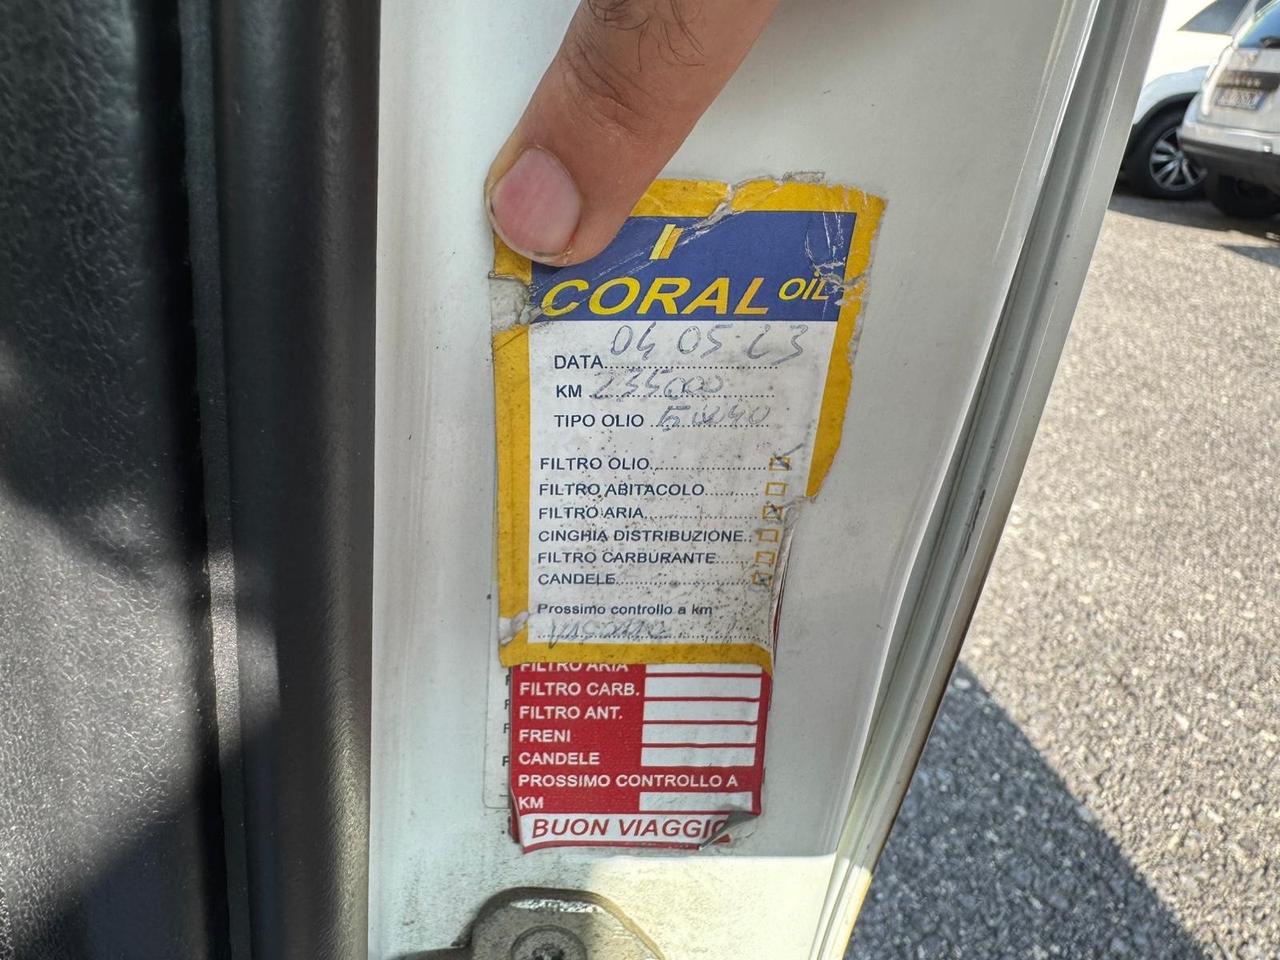 CORAL OIL
DATA 04 05 23
KM 235000
TIPO OLIO 5W40
FILTRO OLIO
FILTRO ABITACOLO
FILTRO ARIA
CINGHIA DISTRIBUZIONE
FILTRO CARBURANTE
CANDELE
Prossimo controllo a km
FILTRO ARIA
FILTRO CARB.
FILTRO ANT.
FRENI
CANDELE
PROSSIMO CONTROLLO A
KM
BUON VIAGGIO